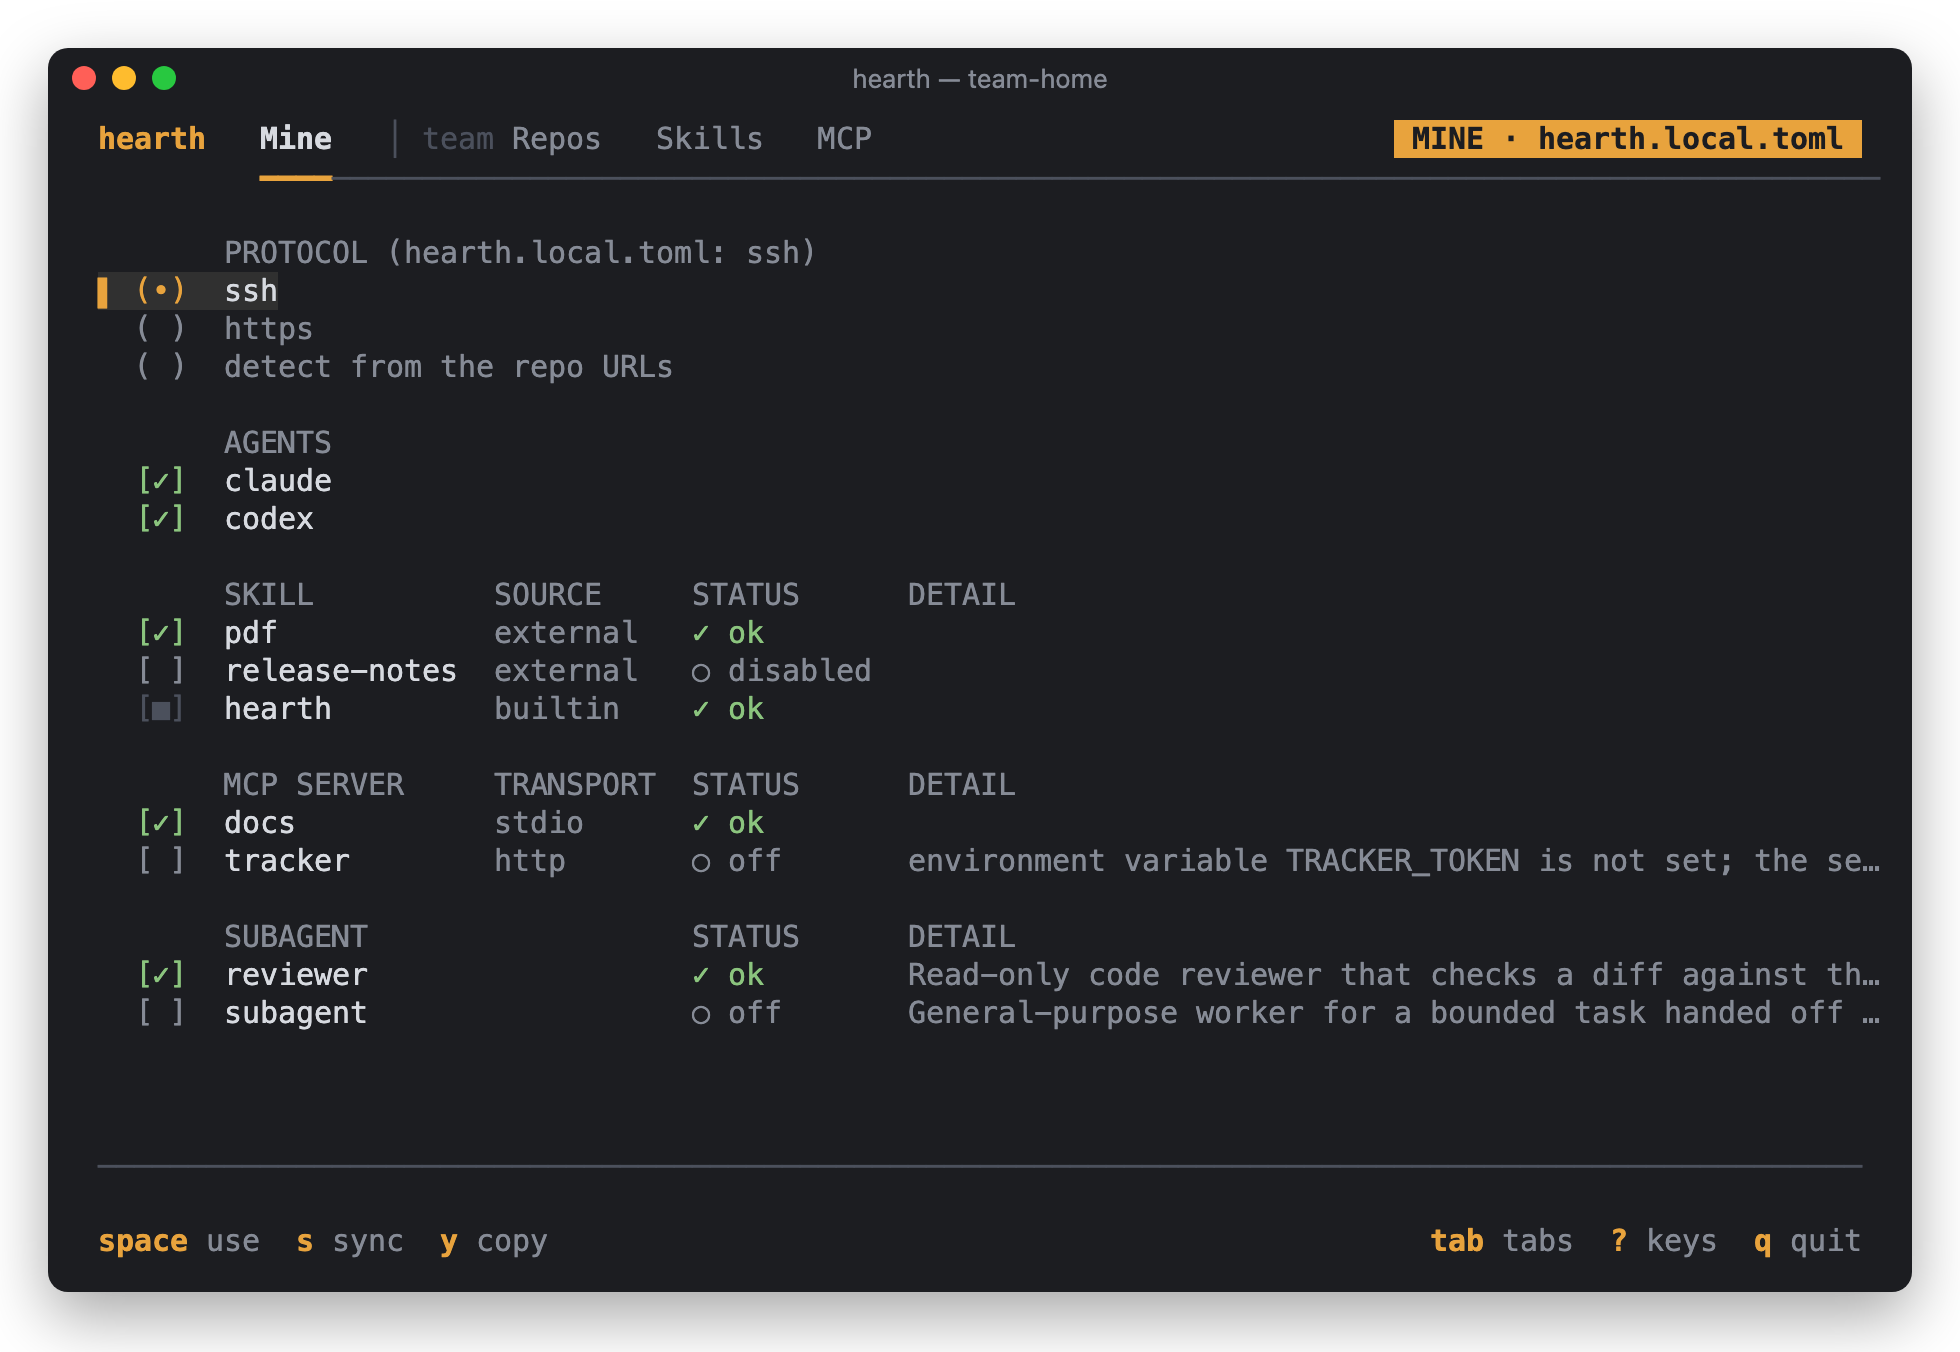 hearth — team-home
hearth Mine │ team Repos Skills MCP MINE · hearth.local.toml
PROTOCOL (hearth.local.toml: ssh)
(•) ssh
( ) https
( ) detect from the repo URLs
AGENTS
[✓] claude
[✓] codex
SKILL SOURCE STATUS DETAIL
[✓] pdf external ✓ ok
[ ] release-notes external ○ disabled
[■] hearth builtin ✓ ok
MCP SERVER TRANSPORT STATUS DETAIL
[✓] docs stdio ✓ ok
[ ] tracker http ○ off environment variable TRACKER_TOKEN is not set; the se…
SUBAGENT STATUS DETAIL
[✓] reviewer ✓ ok Read-only code reviewer that checks a diff against th…
[ ] subagent ○ off General-purpose worker for a bounded task handed off …
space use s sync y copy tab tabs ? keys q quit